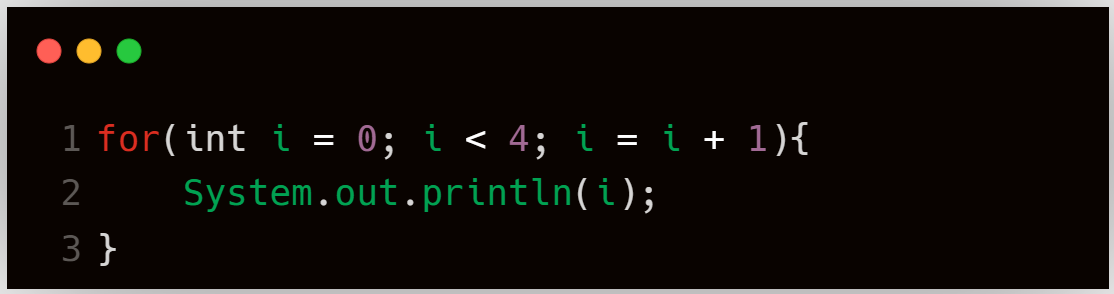 1 for(int i = 0; i < 4; i = i + 1){
2     System.out.println(i);
3 }